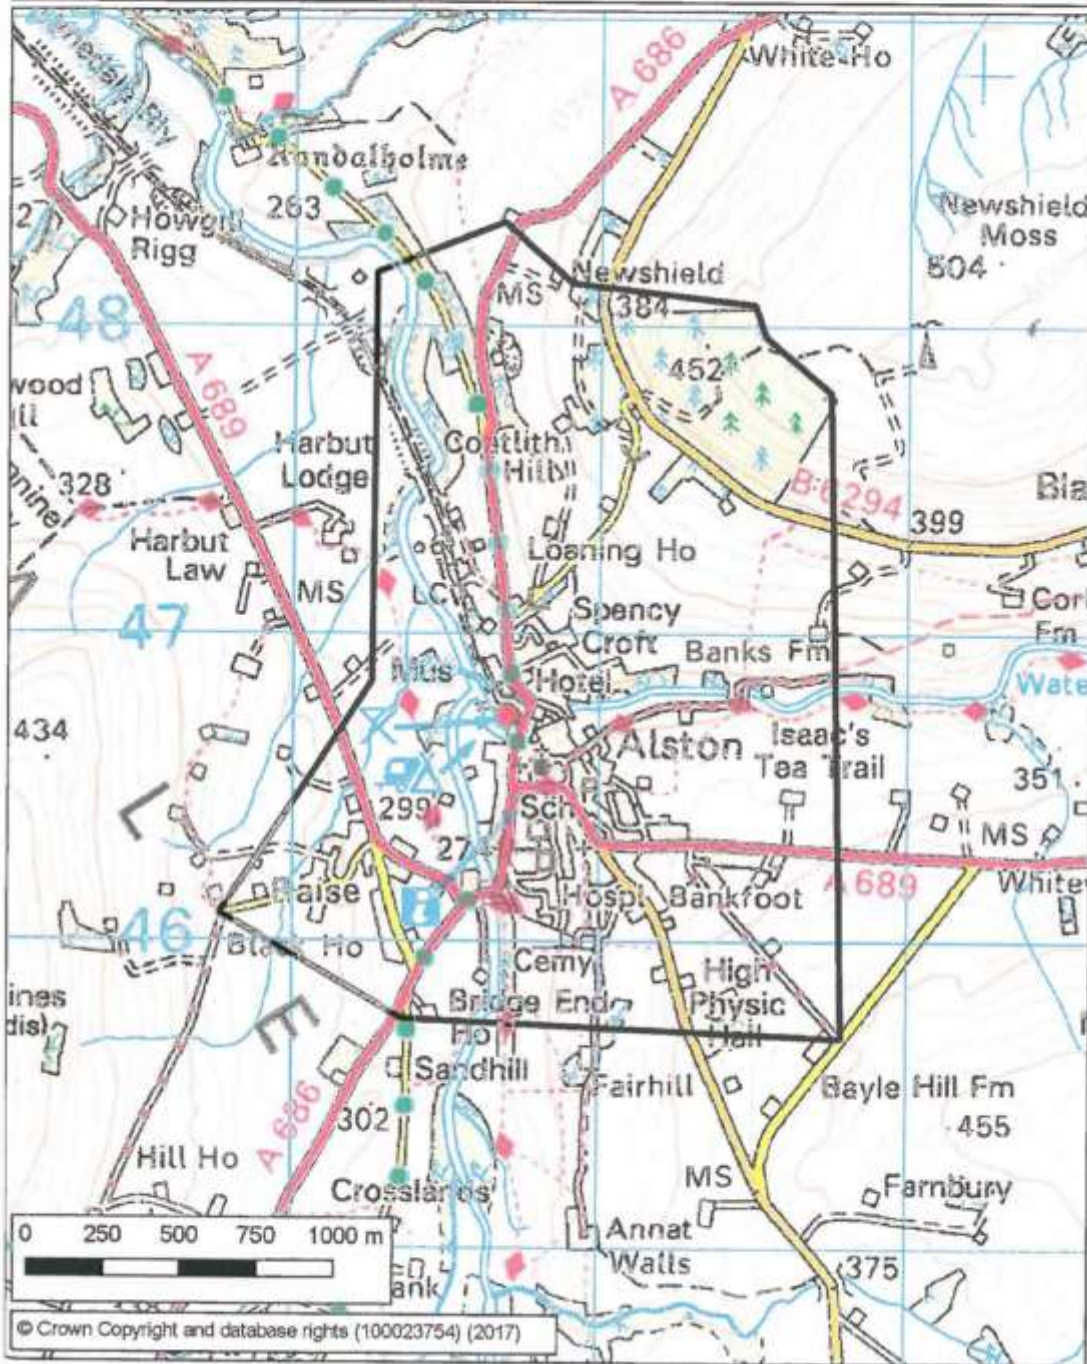 White Ho
A 686
Randalholme
263
Howgill
Rigg
Newshield
Moss
504
Newshield
MS
384
48
452
A 689
Harbut
Lodge
Hill
328
B 6294
399
Harbut
Law
Loaning Ho
MS
LC
47
Spency
Croft
Mus
Hotel
Banks Fm
434
Alston
Isaac's
Tea Trail
351
299
Sch
27
MS
A 689
L
Raise
Hospl
Bankfoot
46
Cemy
High
Physic
Hall
Bridge End
Ho
E
Sandhill
Fairhill
Bayle Hill Fm
455
A 686
302
Hill Ho
MS
Farnbury
Crosslands
Annat
Walls
375
0 250 500 750 1000 m
© Crown Copyright and database rights (100023754) (2017)